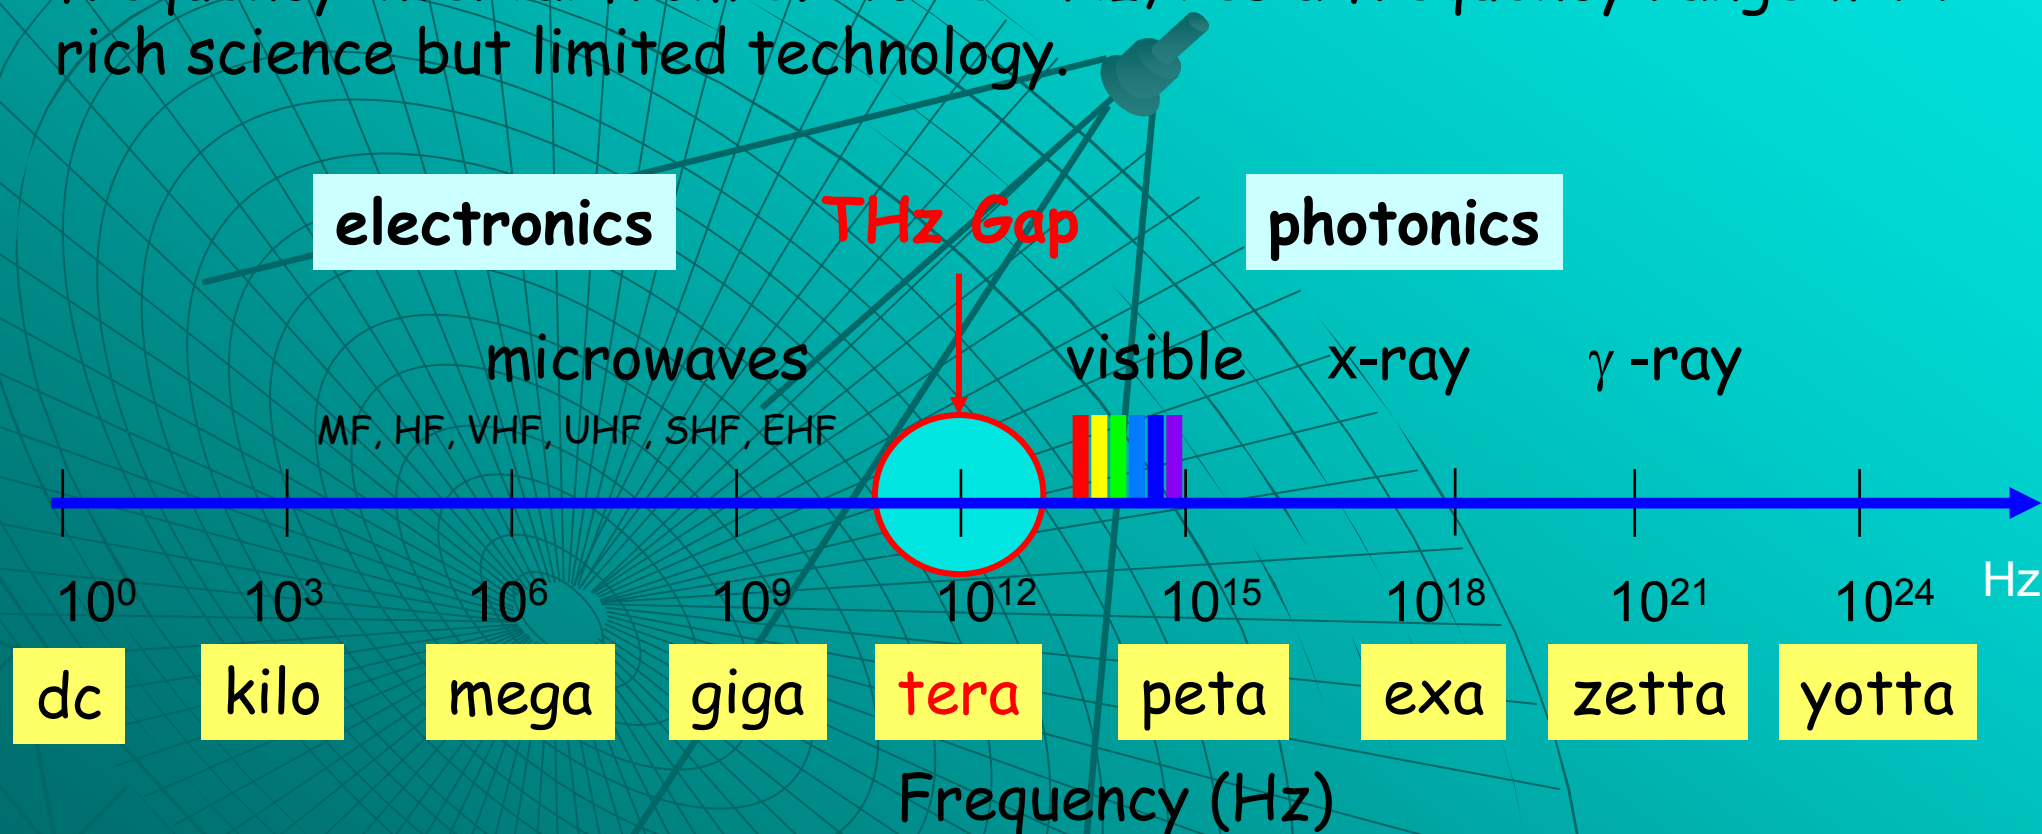 rich science but limited technology.
electronics THz Gap photonics
microwaves visible x-ray γ -ray
MF, HF, VHF, UHF, SHF, EHF
10⁰ 10³ 10⁶ 10⁹ 10¹² 10¹⁵ 10¹⁸ 10²¹ 10²⁴ Hz
dc kilo mega giga tera peta exa zetta yotta
Frequency (Hz)